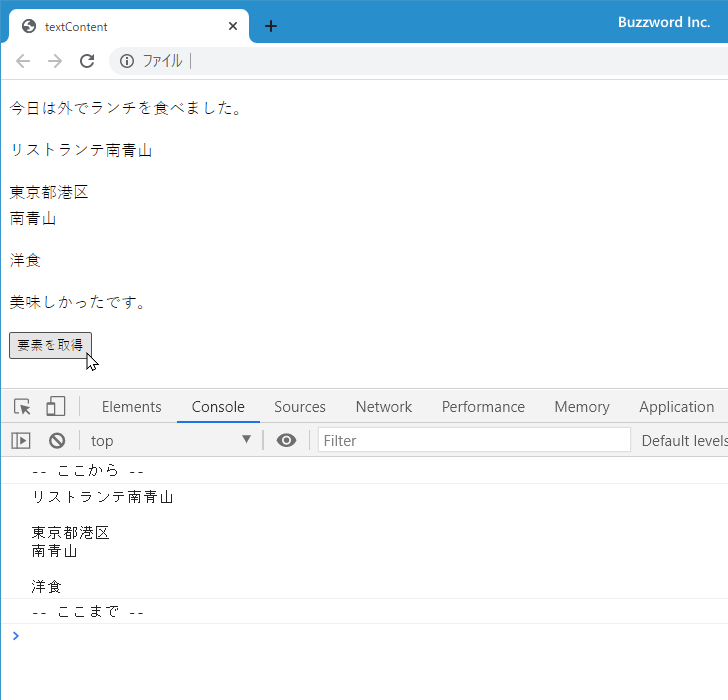 textContent
Buzzword Inc.
ファイル
今日は外でランチを食べました。
リストランテ南青山
東京都港区
南青山
洋食
美味しかったです。
要素を取得
Elements Console Sources Network Performance Memory Application
top Filter Default levels
-- ここから --
リストランテ南青山
東京都港区
南青山
洋食
-- ここまで --